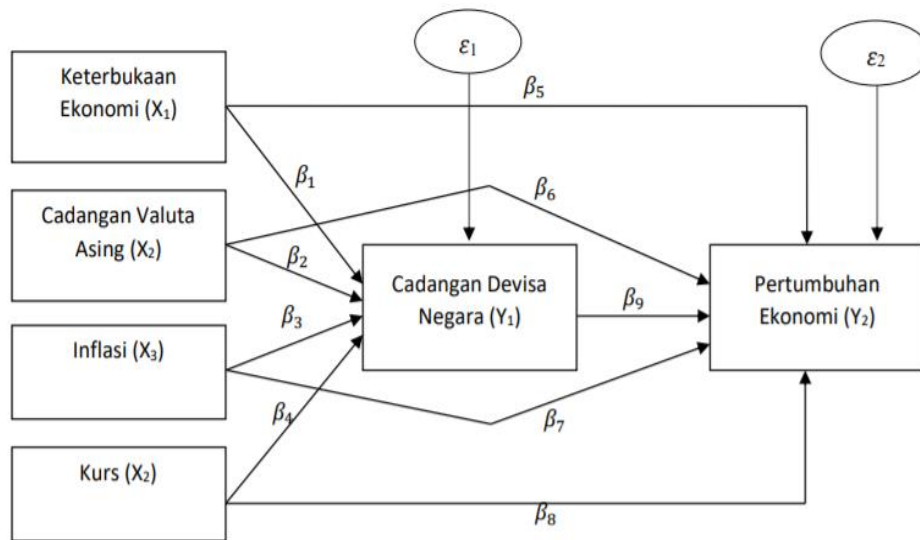 ε1
ε2
Keterbukaan
Ekonomi (X1)
β5
β1
Cadangan Valuta
Asing (X2)
β6
β2
Cadangan Devisa
Negara (Y1)
Pertumbuhan
Ekonomi (Y2)
β9
β3
Inflasi (X3)
β4
β7
Kurs (X2)
β8